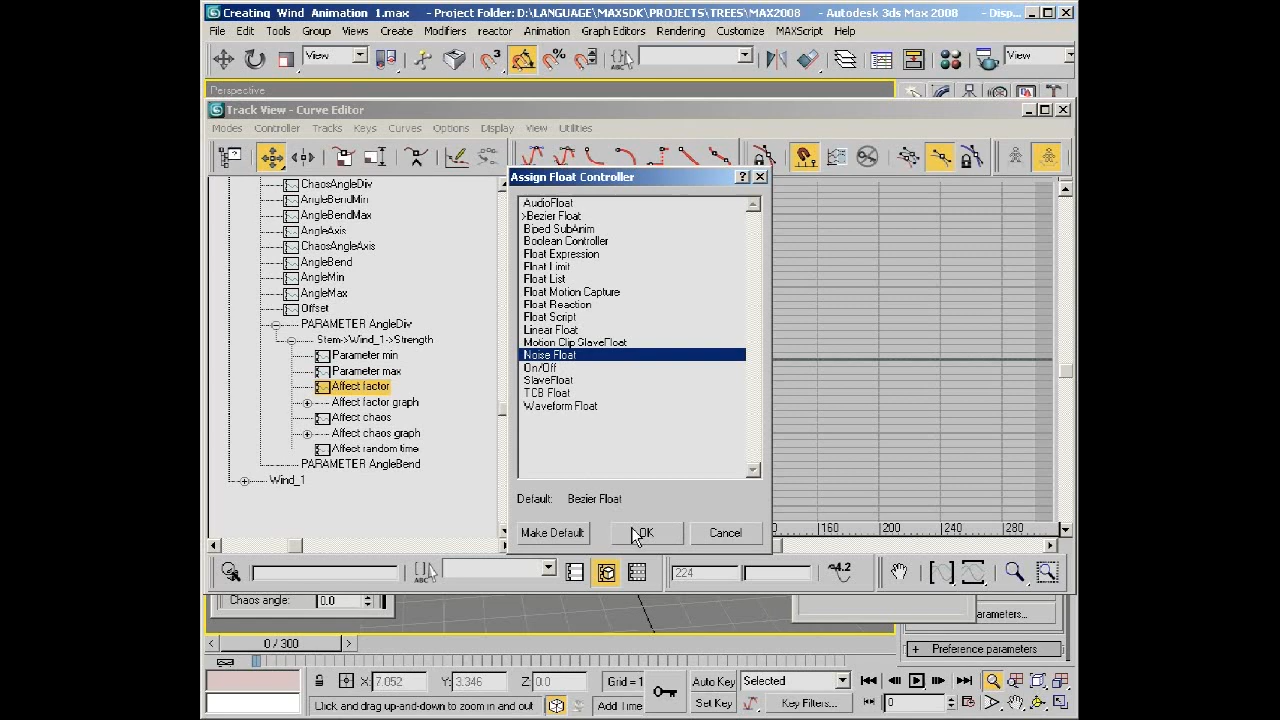 Creating Wind Animation 1.max - Project Folder: D:\LANGUAGE\MAXSDK\PROJECTS\TREES\MAX2008 - Autodesk 3ds Max 2008 - Disp...
File Edit Tools Group Views Create Modifiers reactor Animation Graph Editors Rendering Customize MAXScript Help
View 3 % View
Perspective
Track View - Curve Editor
Modes Controller Tracks Keys Curves Options Display View Utilities
Assign Float Controller
ChaosAngleDiv
AngleBendMin
AngleBendMax
AngleAxis
ChaosAngleAxis
AngleBend
AngleMin
AngleMax
Offset
PARAMETER AngleDiv
Stem->Wind_1->Strength
Parameter min
Parameter max
Affect factor
Affect factor graph
Affect chaos
Affect chaos graph
Affect random time
PARAMETER AngleBend
Wind_1
AudioFloat
>Bezier Float
Biped SubAnim
Boolean Controller
Float Expression
Float Limit
Float List
Float Motion Capture
Float Reaction
Float Script
Linear Float
Motion Clip SlaveFloat
Noise Float
On/Off
SlaveFloat
TCB Float
Waveform Float
Default: Bezier Float
Make Default OK Cancel
160 200 240 280
ABC 224 4.2
Chaos angle: 0.0
arameters...
0 / 300
+ Preference parameters
X: 7.052 Y: 3.346 Z: 0.0 Grid = 1 Auto Key Selected
Click and drag up-and-down to zoom in and out Add Time Set Key Key Filters... 0